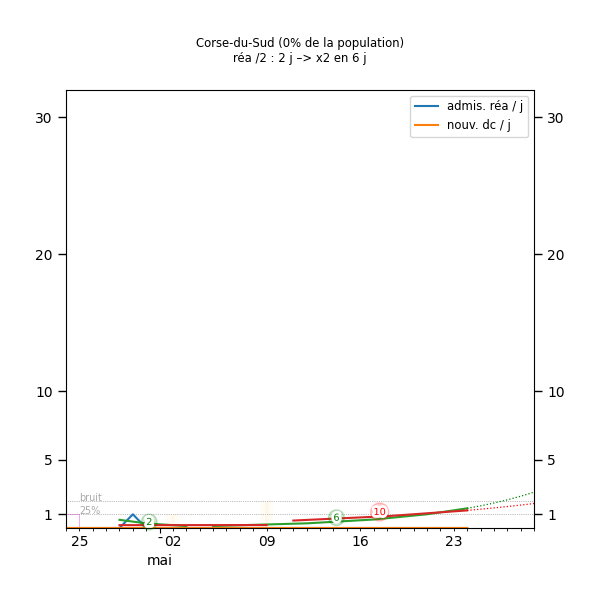 Corse-du-Sud (0% de la population)
réa /2 : 2 j –> x2 en 6 j
admis. réa / j
nouv. dc / j
30 30
20 20
10 10
5 5
bruit
25%
1 1
2 6 10
25 02 09 16 23
mai